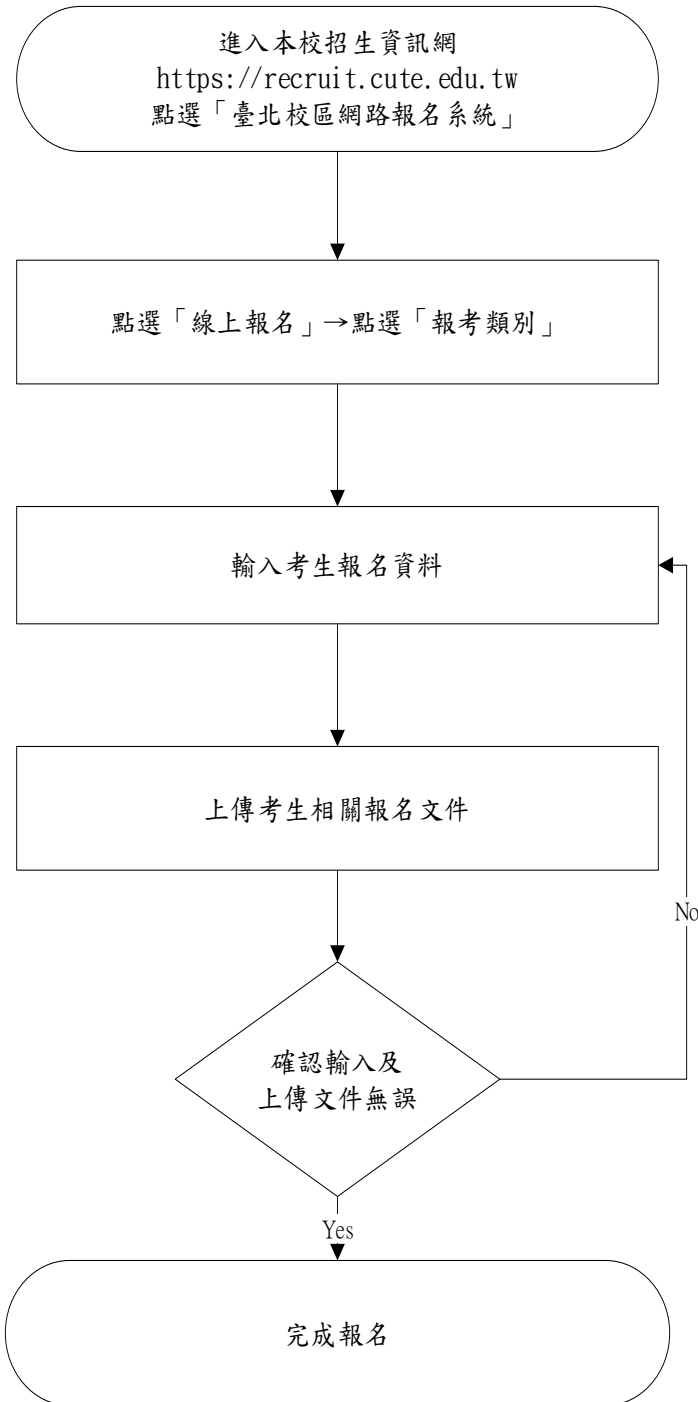 進入本校招生資訊網
https://recruit.cute.edu.tw
點選「臺北校區網路報名系統」
點選「線上報名」→點選「報考類別」
輸入考生報名資料
上傳考生相關報名文件
No
確認輸入及
上傳文件無誤
Yes
完成報名